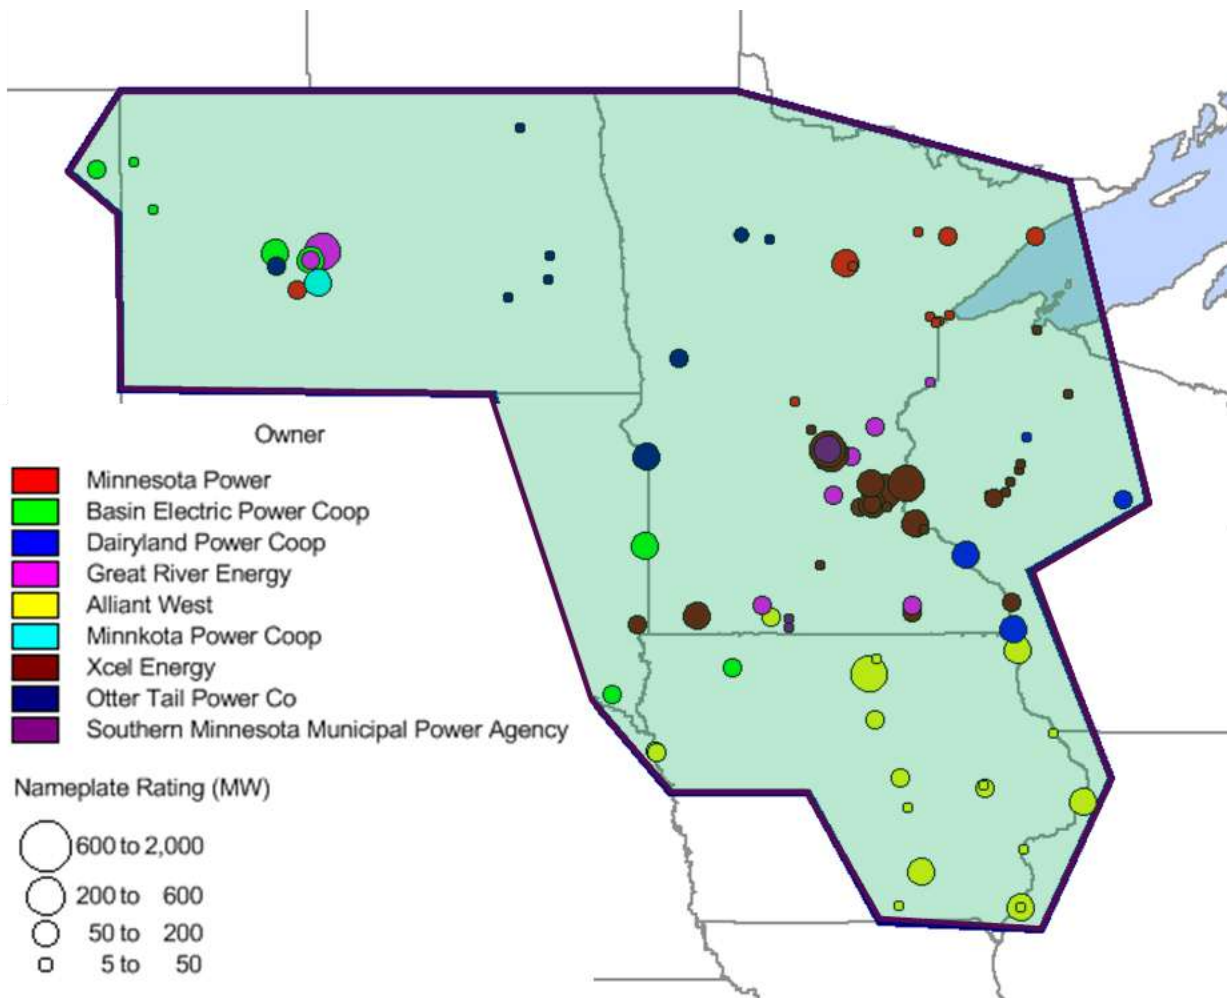 Owner
Minnesota Power
Basin Electric Power Coop
Dairyland Power Coop
Great River Energy
Alliant West
Minnkota Power Coop
Xcel Energy
Otter Tail Power Co
Southern Minnesota Municipal Power Agency
Nameplate Rating (MW)
600 to 2,000
200 to 600
50 to 200
5 to 50